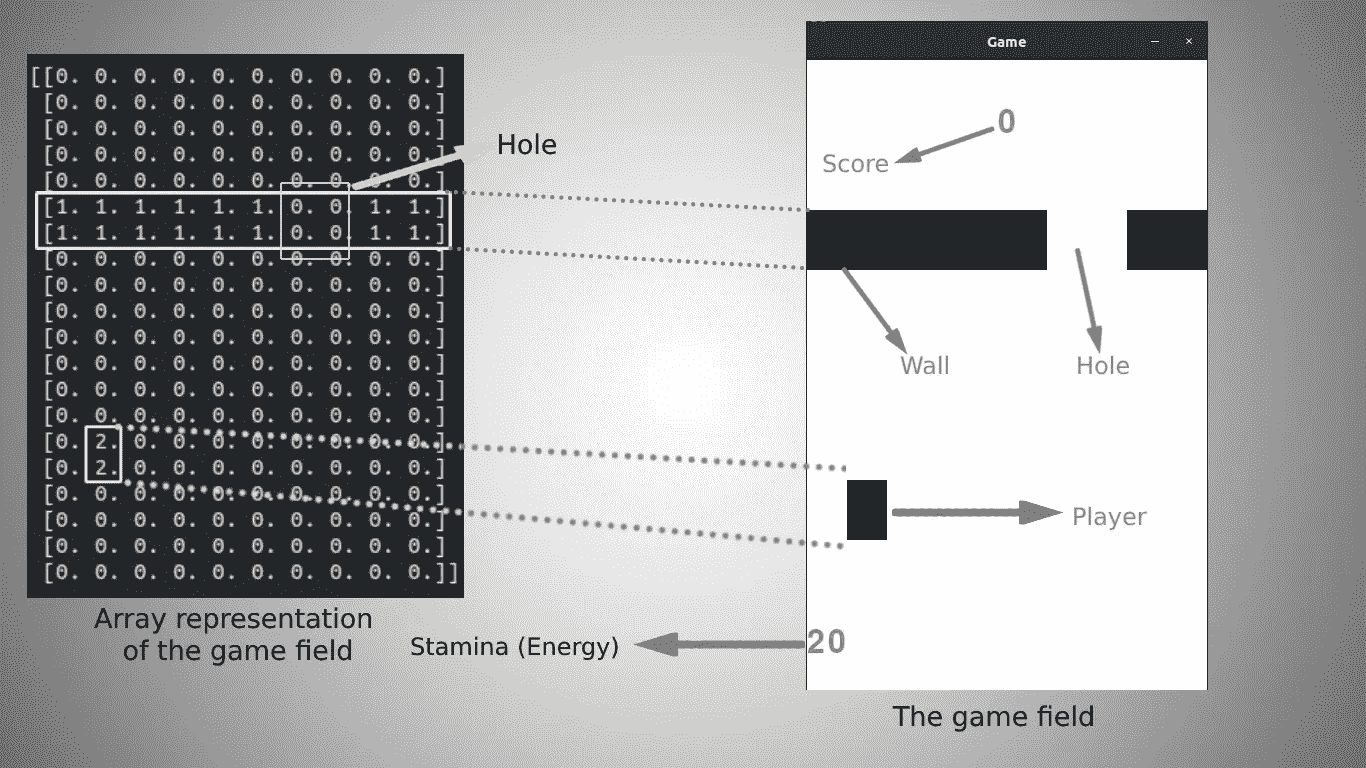 [[0. 0. 0. 0. 0. 0. 0. 0. 0. 0.]
[0. 0. 0. 0. 0. 0. 0. 0. 0. 0.]
[0. 0. 0. 0. 0. 0. 0. 0. 0. 0.]
[0. 0. 0. 0. 0. 0. 0. 0. 0. 0.]
[0. 0. 0. 0. 0. 0. 0. 0. 0. 0.]
[1. 1. 1. 1. 1. 1. 0. 0. 1. 1.]
[1. 1. 1. 1. 1. 1. 0. 0. 1. 1.]
[0. 0. 0. 0. 0. 0. 0. 0. 0. 0.]
[0. 0. 0. 0. 0. 0. 0. 0. 0. 0.]
[0. 0. 0. 0. 0. 0. 0. 0. 0. 0.]
[0. 0. 0. 0. 0. 0. 0. 0. 0. 0.]
[0. 0. 0. 0. 0. 0. 0. 0. 0. 0.]
[0. 0. 0. 0. 0. 0. 0. 0. 0. 0.]
[0. 0. 0. 0. 0. 0. 0. 0. 0. 0.]
[0. 2. 0. 0. 0. 0. 0. 0. 0. 0.]
[0. 2. 0. 0. 0. 0. 0. 0. 0. 0.]
[0. 0. 0. 0. 0. 0. 0. 0. 0. 0.]
[0. 0. 0. 0. 0. 0. 0. 0. 0. 0.]
[0. 0. 0. 0. 0. 0. 0. 0. 0. 0.]
[0. 0. 0. 0. 0. 0. 0. 0. 0. 0.]]
Array representation
of the game field
Hole
Stamina (Energy)
Game
0
Score
Wall
Hole
Player
20
The game field